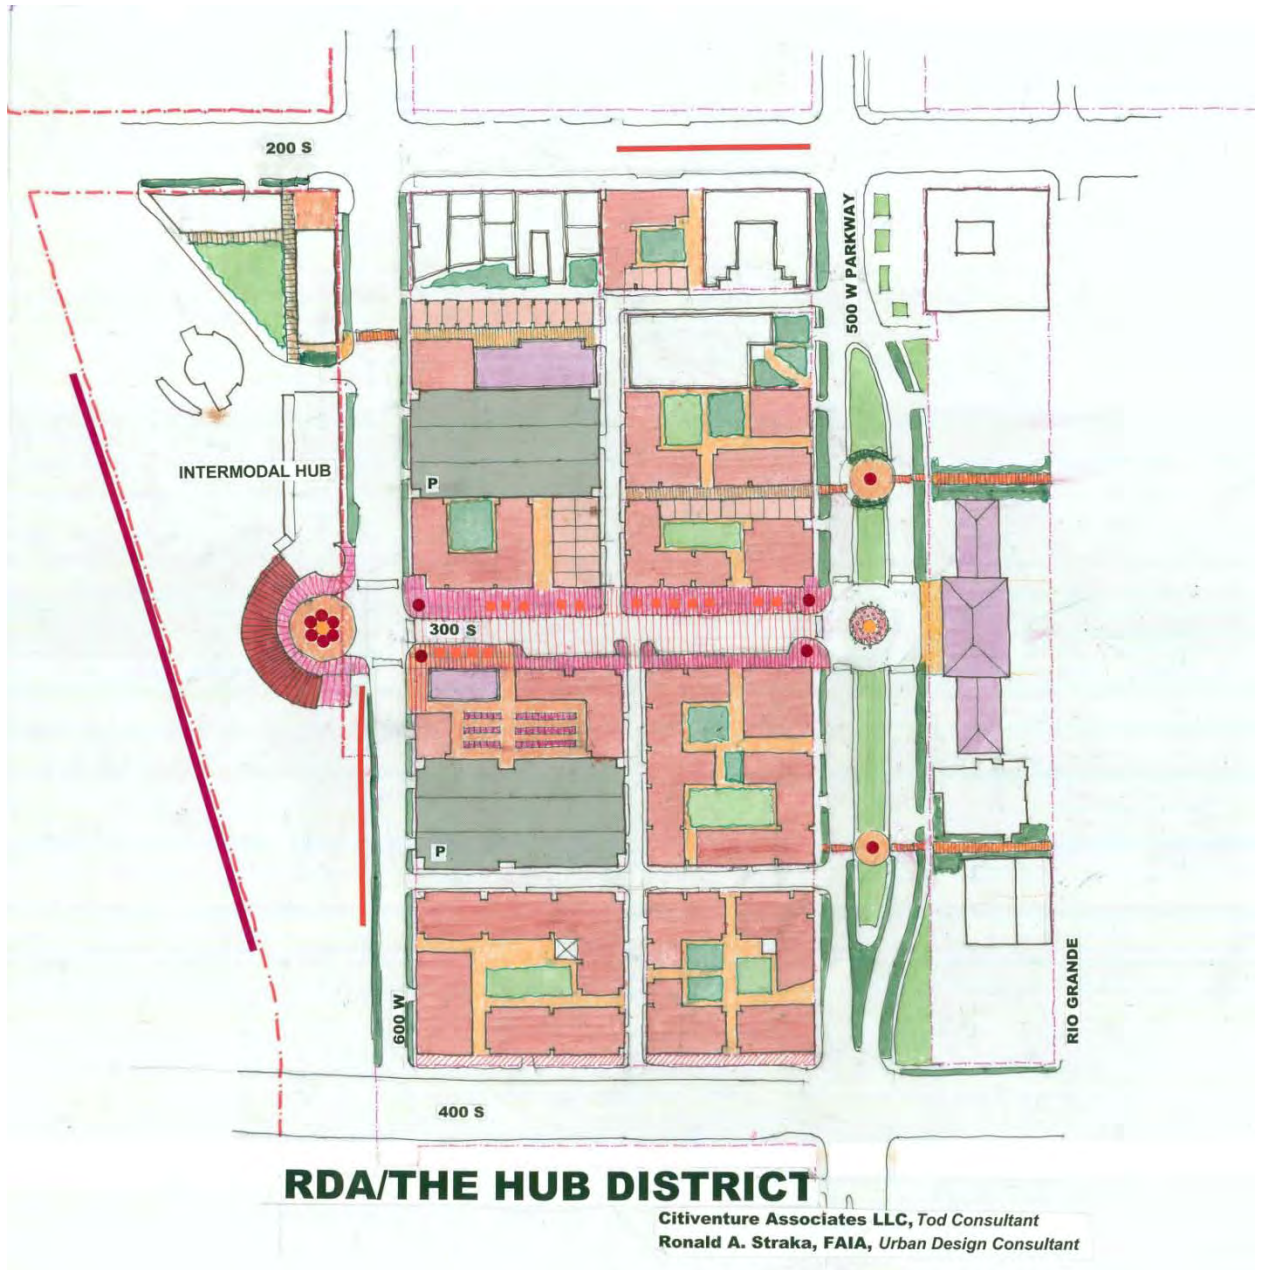 200 S
500 W PARKWAY
INTERMODAL HUB
P
300 S
P
600 W
RIO GRANDE
400 S
RDA/THE HUB DISTRICT
Citiventure Associates LLC, Tod Consultant
Ronald A. Straka, FAIA, Urban Design Consultant